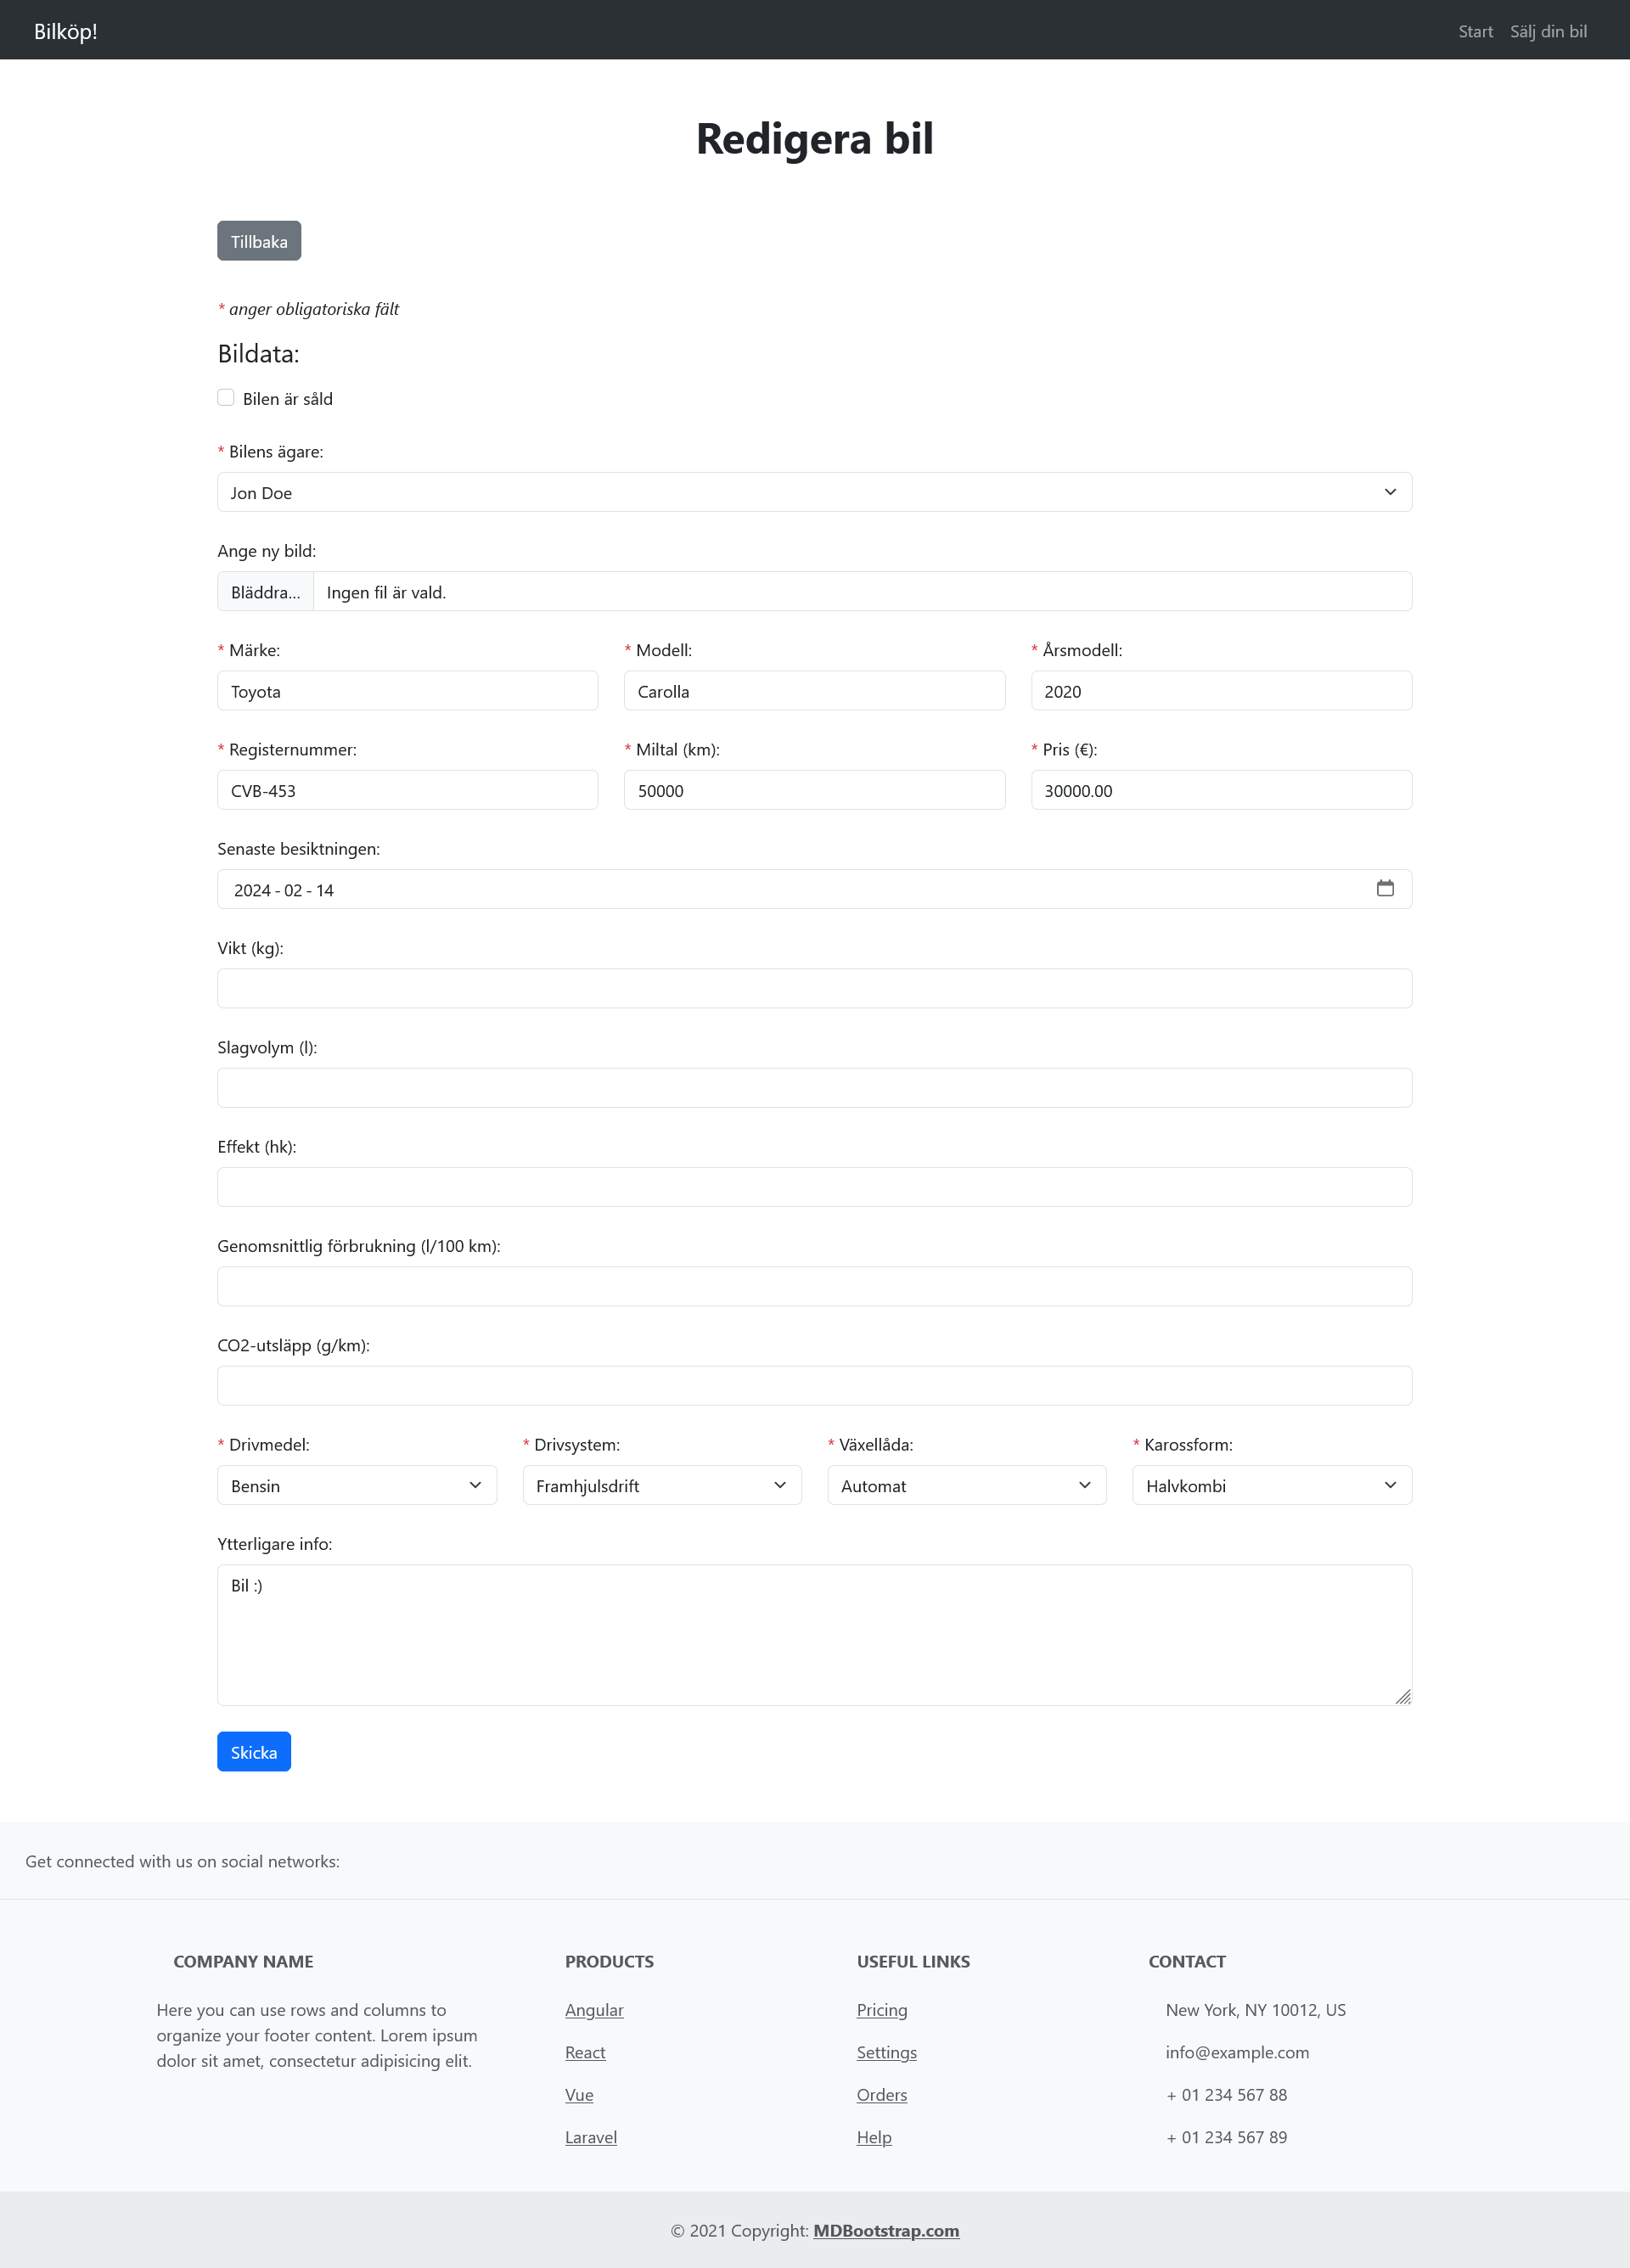 Bilköp!
Start Sälj din bil
Redigera bil
Tillbaka
* anger obligatoriska fält
Bildata:
Bilen är såld
* Bilens ägare:
Jon Doe
Ange ny bild:
Bläddra... Ingen fil är vald.
* Märke: * Modell: * Årsmodell:
Toyota Carolla 2020
* Registernummer: * Miltal (km): * Pris (€):
CVB-453 50000 30000.00
Senaste besiktningen:
2024 - 02 - 14
Vikt (kg):
Slagvolym (l):
Effekt (hk):
Genomsnittlig förbrukning (l/100 km):
CO2-utsläpp (g/km):
* Drivmedel: * Drivsystem: * Växellåda: * Karossform:
Bensin Framhjulsdrift Automat Halvkombi
Ytterligare info:
Bil :)
Skicka
Get connected with us on social networks:
COMPANY NAME
Here you can use rows and columns to
organize your footer content. Lorem ipsum
dolor sit amet, consectetur adipisicing elit.
PRODUCTS
Angular
React
Vue
Laravel
USEFUL LINKS
Pricing
Settings
Orders
Help
CONTACT
New York, NY 10012, US
info@example.com
+ 01 234 567 88
+ 01 234 567 89
© 2021 Copyright: MDBootstrap.com